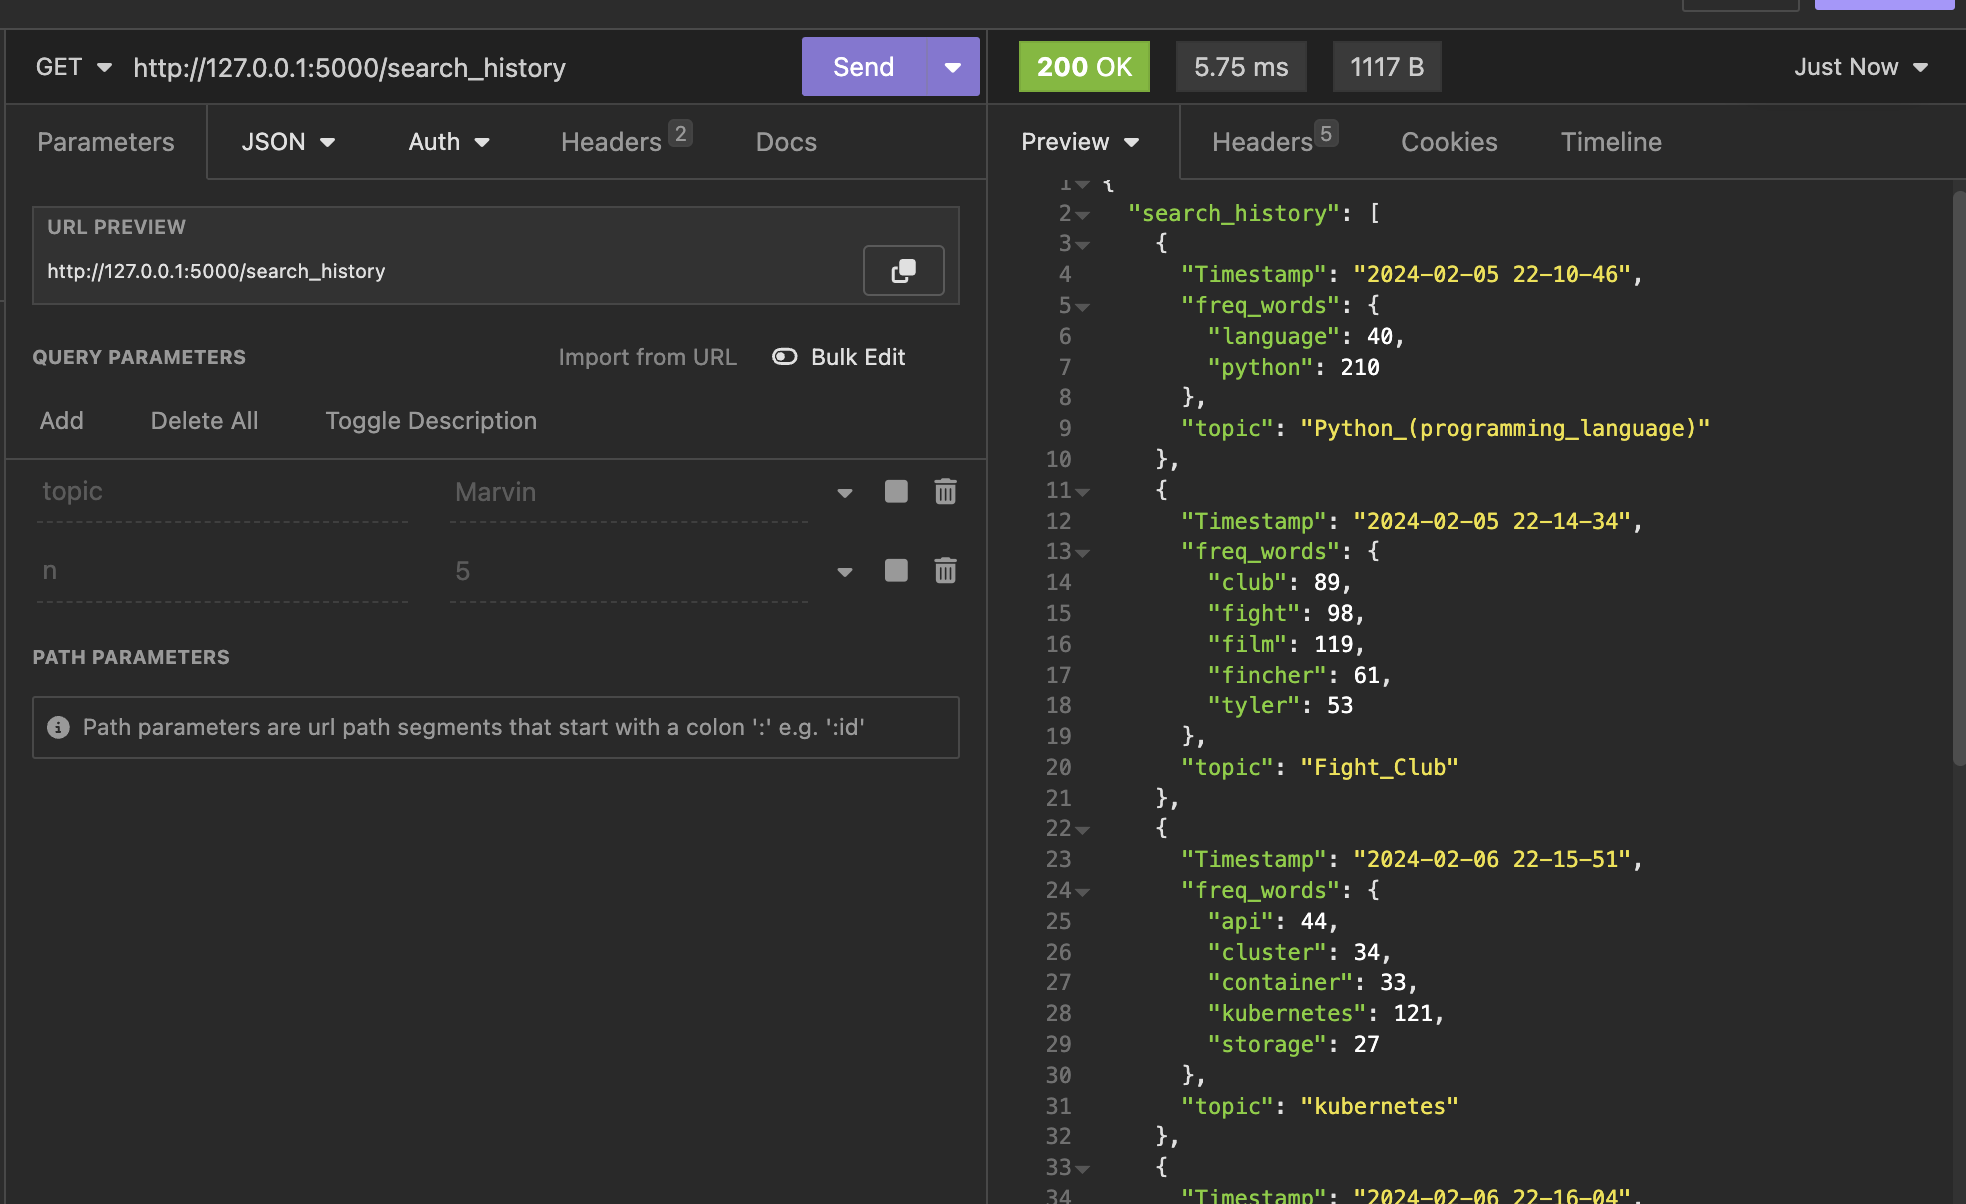 GET http://127.0.0.1:5000/search_history Send
200 OK 5.75 ms 1117 B Just Now
Parameters JSON Auth Headers 2 Docs
Preview Headers 5 Cookies Timeline
URL PREVIEW
http://127.0.0.1:5000/search_history
QUERY PARAMETERS Import from URL Bulk Edit
Add Delete All Toggle Description
topic Marvin
n 5
PATH PARAMETERS
Path parameters are url path segments that start with a colon ':' e.g. ':id'
1 {
2 "search_history": [
3 {
4 "Timestamp": "2024-02-05 22-10-46",
5 "freq_words": {
6 "language": 40,
7 "python": 210
8 },
9 "topic": "Python_(programming_language)"
10 },
11 {
12 "Timestamp": "2024-02-05 22-14-34",
13 "freq_words": {
14 "club": 89,
15 "fight": 98,
16 "film": 119,
17 "fincher": 61,
18 "tyler": 53
19 },
20 "topic": "Fight_Club"
21 },
22 {
23 "Timestamp": "2024-02-06 22-15-51",
24 "freq_words": {
25 "api": 44,
26 "cluster": 34,
27 "container": 33,
28 "kubernetes": 121,
29 "storage": 27
30 },
31 "topic": "kubernetes"
32 },
33 {
34 "Timestamp": "2024-02-06 22-16-04",